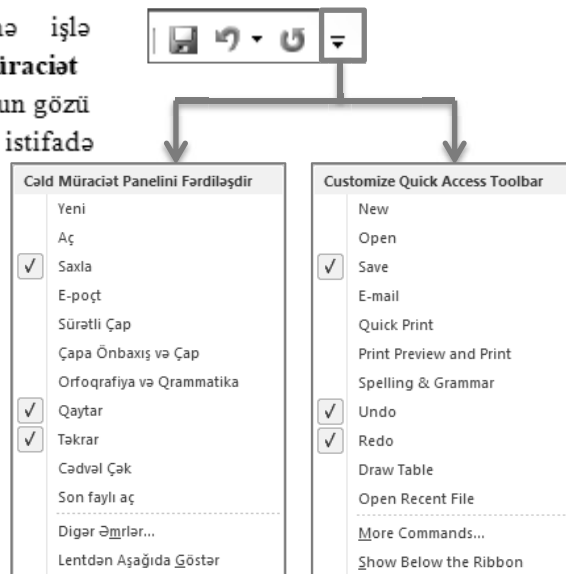 işlə
un gözü
istifadə
Cəld Müraciət Panelini Fərdiləşdir
Yeni
Aç
Saxla
E-poçt
Sürətli Çap
Çapa Önbaxış və Çap
Orfoqrafiya və Qrammatika
Qaytar
Təkrar
Cədvəl Çək
Son faylı aç
Digər Əmrlər...
Lentdən Aşağıda Göstər
Customize Quick Access Toolbar
New
Open
Save
E-mail
Quick Print
Print Preview and Print
Spelling & Grammar
Undo
Redo
Draw Table
Open Recent File
More Commands...
Show Below the Ribbon